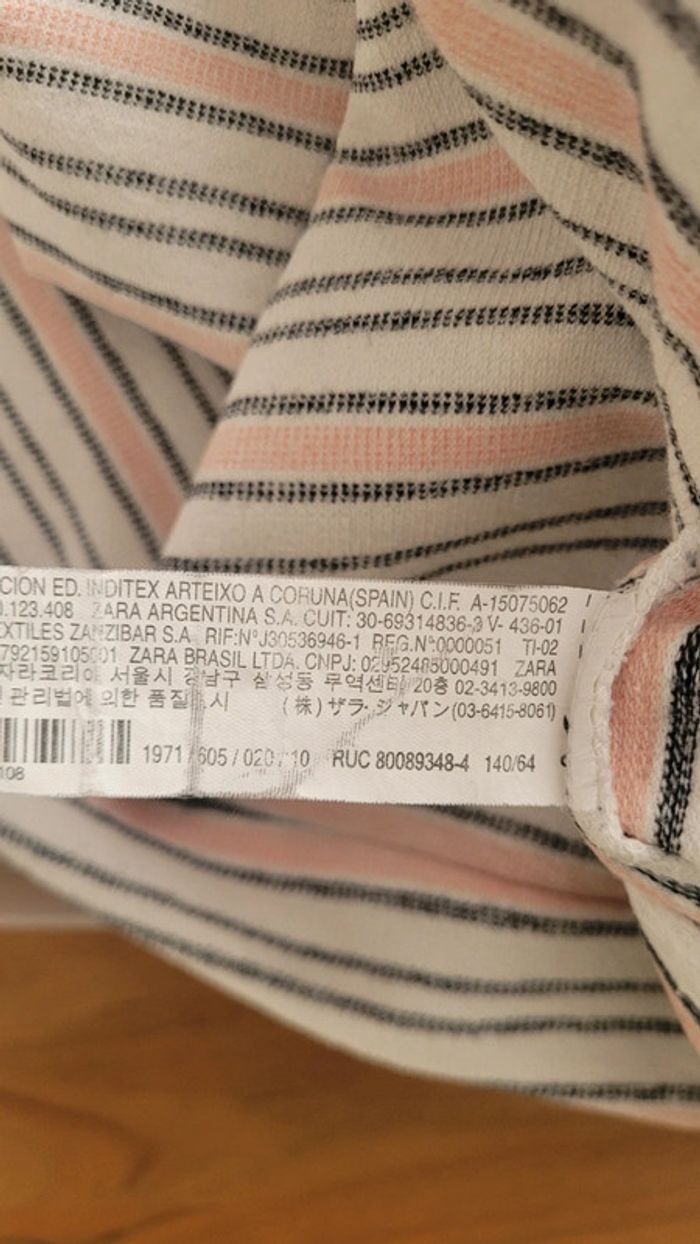 CION ED. INDITEX ARTEIXO A CORUNA(SPAIN) C.I.F. A-15075062
0.123.408 ZARA ARGENTINA S.A. CUIT: 30-69314836-3 V- 436-01
EXTILES ZANZIBAR S.A. RIF:NºJ30536946-1 REG.Nº:0000051 TI-02
ZARA BRASIL LTDA. CNPJ: ZARA
자라코리아 서울시 강남구 삼성동 무역센터 20층 02-3413-9800
관리법에 의한 품질 시 (株) ザラ・ジャパン(03-6415-8061)
1971 / 605 / 020 / 10 RUC 80089348-4 140/64
108